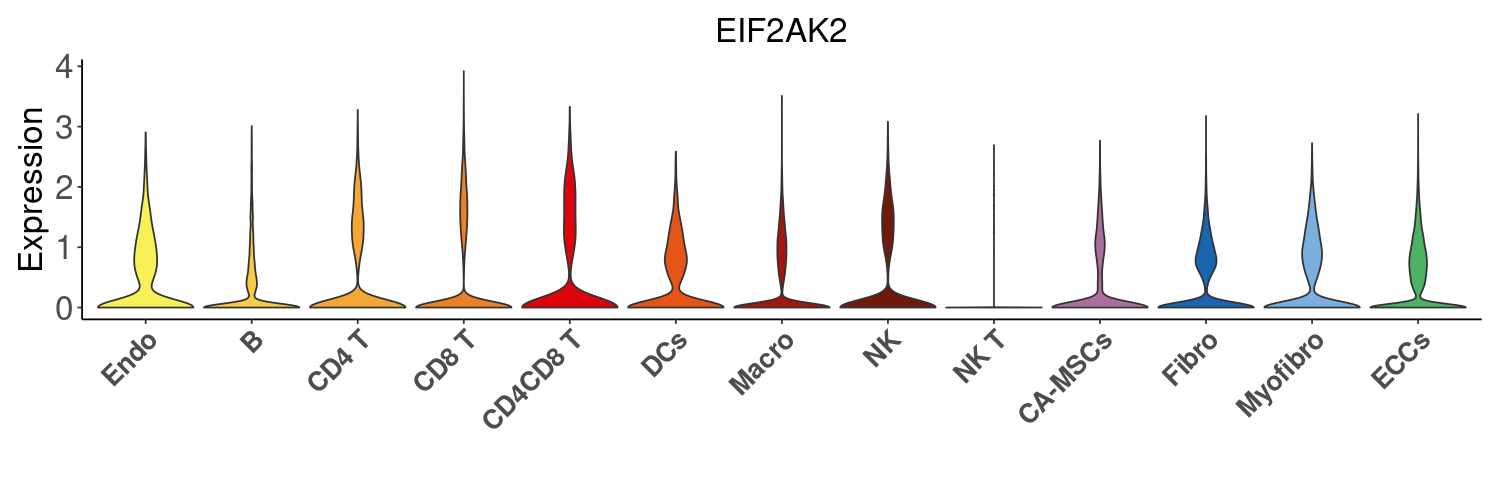 EIF2AK2
Expression
4
3
2
1
0
Endo
B
CD4 T
CD8 T
CD4CD8 T
DCs
Macro
NK
NK T
CA-MSCs
Fibro
Myofibro
ECCs